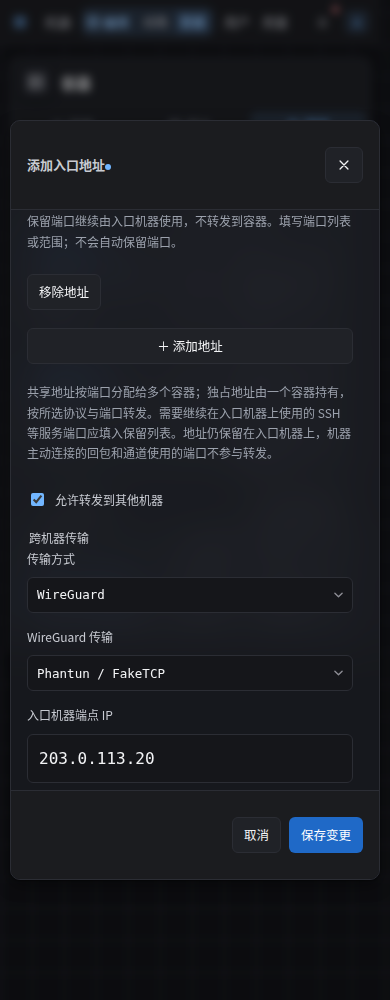 添加入口地址
保留端口继续由入口机器使用，不转发到容器。填写端口列表
或范围；不会自动保留端口。
移除地址
＋ 添加地址
共享地址按端口分配给多个容器；独占地址由一个容器持有，
按所选协议与端口转发。需要继续在入口机器上使用的 SSH
等服务端口应填入保留列表。地址仍保留在入口机器上，机器
主动连接的回包和通道使用的端口不参与转发。
允许转发到其他机器
跨机器传输
传输方式
WireGuard
WireGuard 传输
Phantun / FakeTCP
入口机器端点 IP
203.0.113.20
取消
保存变更